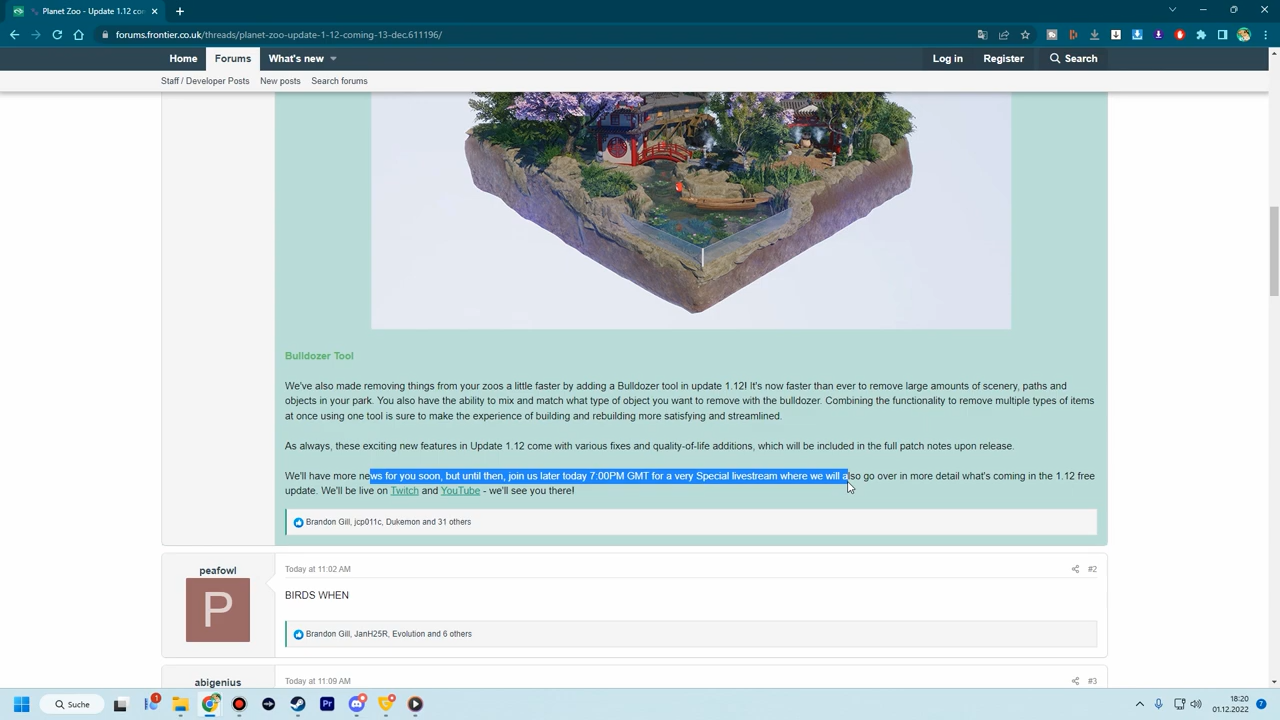 Planet Zoo - Update 1.12 co
forums.frontier.co.uk/threads/planet-zoo-update-1-12-coming-13-dec.611196/
Home Forums What's new Log in Register Search
Staff / Developer Posts New posts Search forums
Bulldozer Tool
We've also made removing things from your zoos a little faster by adding a Bulldozer tool in update 1.12! It's now faster than ever to remove large amounts of scenery, paths and
objects in your park. You also have the ability to mix and match what type of object you want to remove with the bulldozer. Combining the functionality to remove multiple types of items
at once using one tool is sure to make the experience of building and rebuilding more satisfying and streamlined.
As always, these exciting new features in Update 1.12 come with various fixes and quality-of-life additions, which will be included in the full patch notes upon release.
We'll have more news for you soon, but until then, join us later today 7:00PM GMT for a very Special livestream where we will also go over in more detail what's coming in the 1.12 free
update. We'll be live on Twitch and YouTube - we'll see you there!
Brandon Gill, jcp011c, Dukemon and 31 others
peafowl Today at 11:02 AM #2
P
BIRDS WHEN
Brandon Gill, JanH25R, Evolution and 6 others
abigenius Today at 11:09 AM #3
Suche
1
Pr
18:20
01.12.2022
7